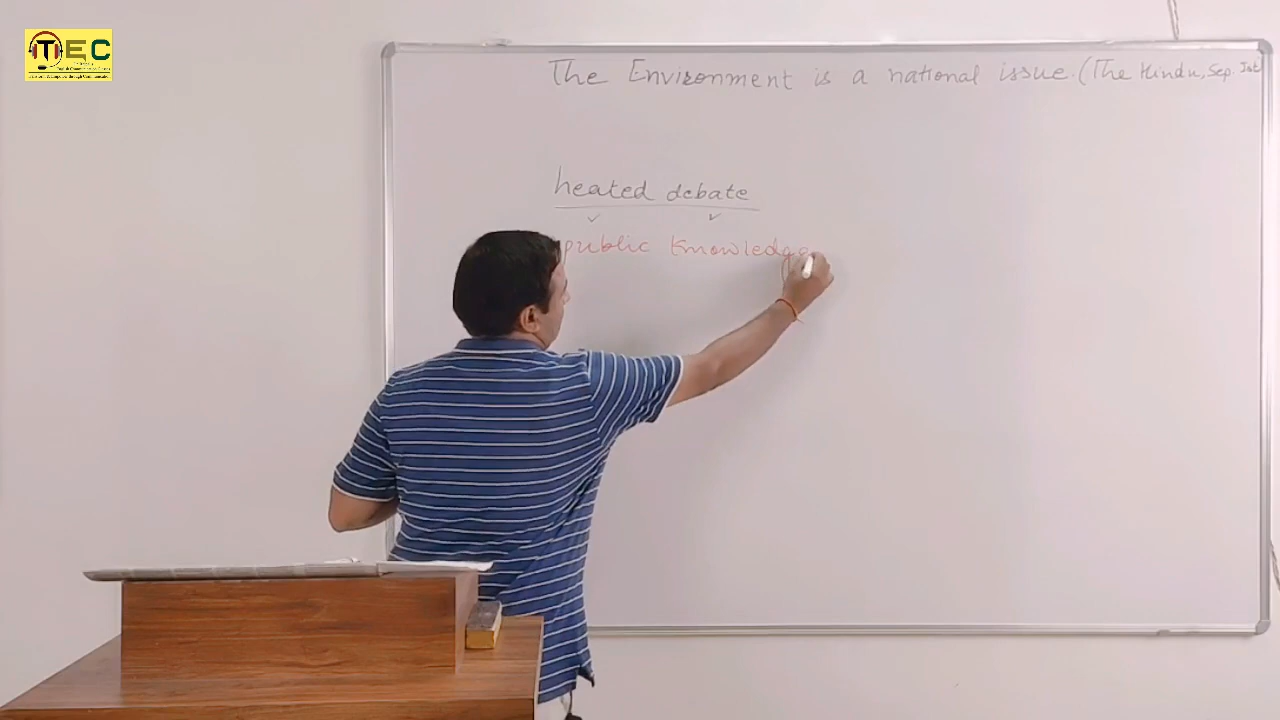 TEC
The Environment is a national issue. (The Hindu, Sep. 1st
heated debate
public knowledge